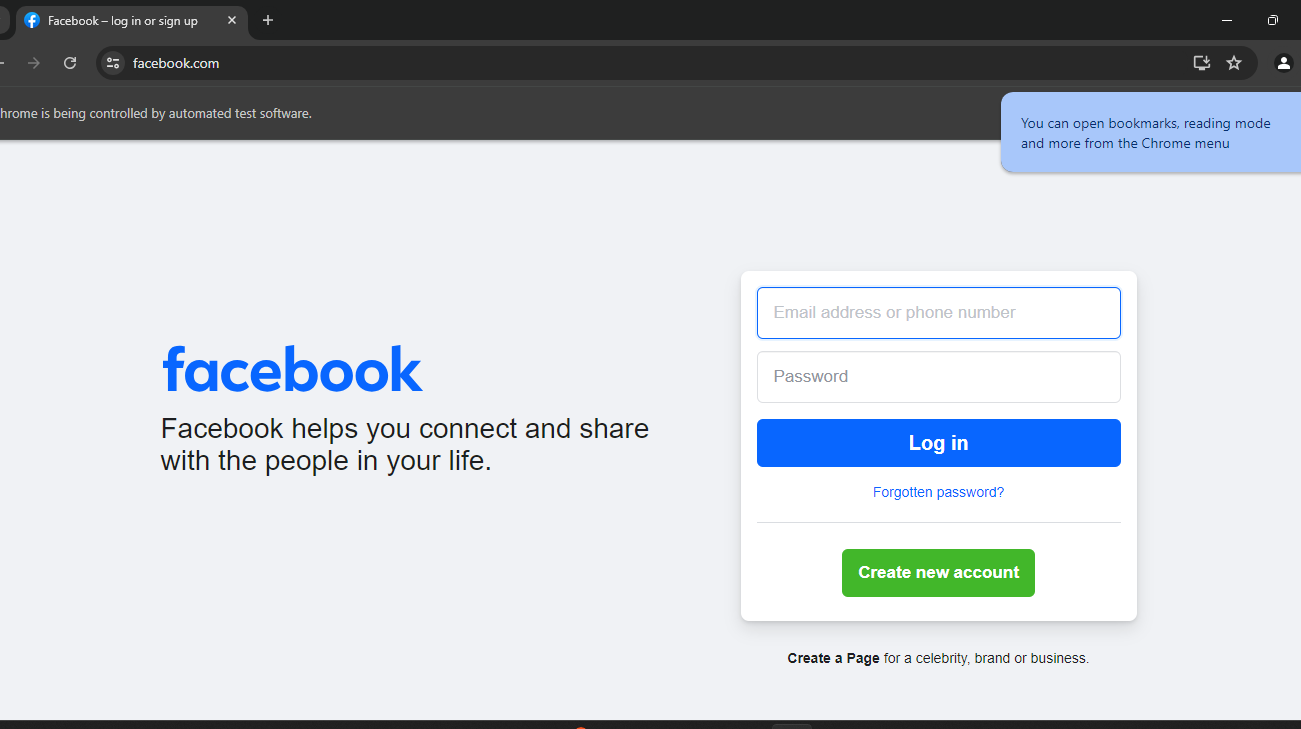 Facebook – log in or sign up
facebook.com
hrome is being controlled by automated test software.
You can open bookmarks, reading mode
and more from the Chrome menu
facebook
Facebook helps you connect and share
with the people in your life.
Email address or phone number
Password
Log in
Forgotten password?
Create new account
Create a Page for a celebrity, brand or business.